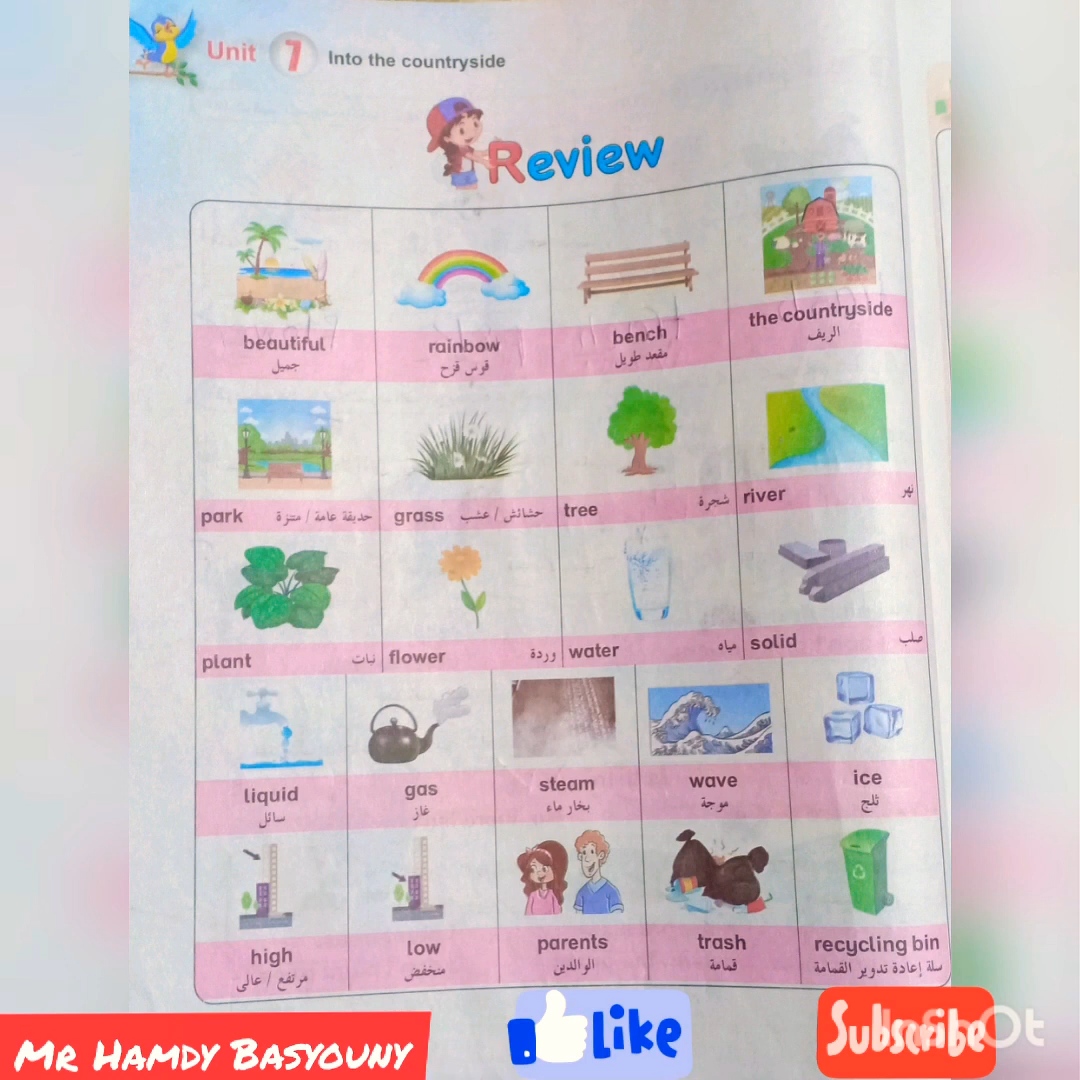 Unit 7 Into the countryside
Review
beautiful
جميل
rainbow
قوس قزح
bench
مقعد طويل
the countryside
الريف
park حديقة عامة / متنزة
grass حشائش / عشب
tree شجرة
river نهر
plant نبات
flower وردة
water مياه
solid صلب
liquid
سائل
gas
غاز
steam
بخار ماء
wave
موجة
ice
ثلج
high
مرتفع / عالى
low
منخفض
parents
الوالدين
trash
قمامة
recycling bin
سلة إعادة تدوير القمامة
Mr Hamdy Basyouny
Like
Subscribe